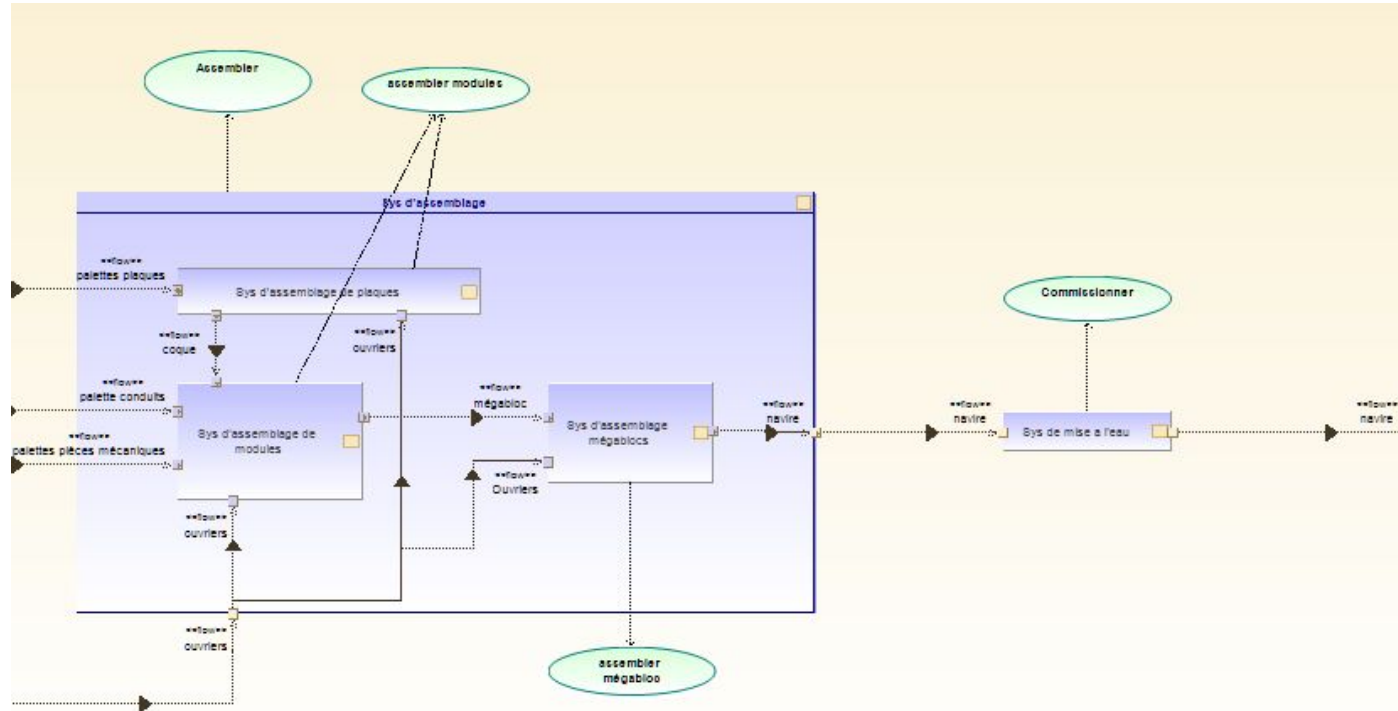 Assembler
assembler modules
Sys d'assemblage
**flow**
palettes plaques
Sys d'assemblage de plaques
**flow**
coque
**flow**
ouvriers
Commissionner
**flow**
palette conduits
**flow**
palettes pièces mécaniques
Sys d'assemblage de
modules
**flow**
mégabloc
Sys d'assemblage
mégablocs
**flow**
navire
**flow**
navire
Sys de mise a l'eau
**flow**
navire
**flow**
Ouvriers
**flow**
ouvriers
**flow**
ouvriers
assembler
mégabloc